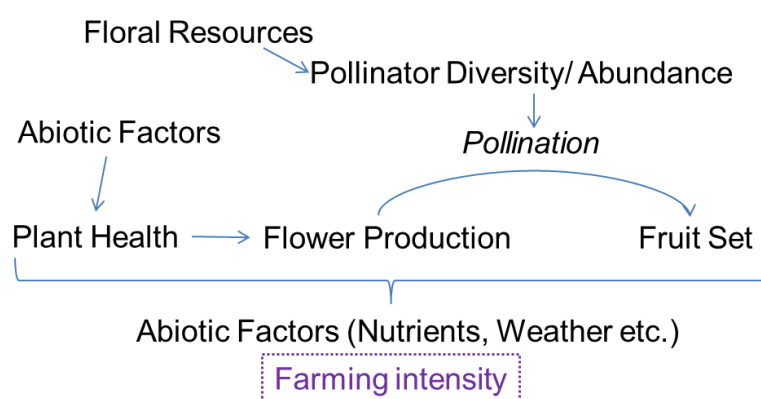 Floral Resources
Pollinator Diversity/ Abundance
Abiotic Factors
Pollination
Plant Health
Flower Production
Fruit Set
Abiotic Factors (Nutrients, Weather etc.)
Farming intensity